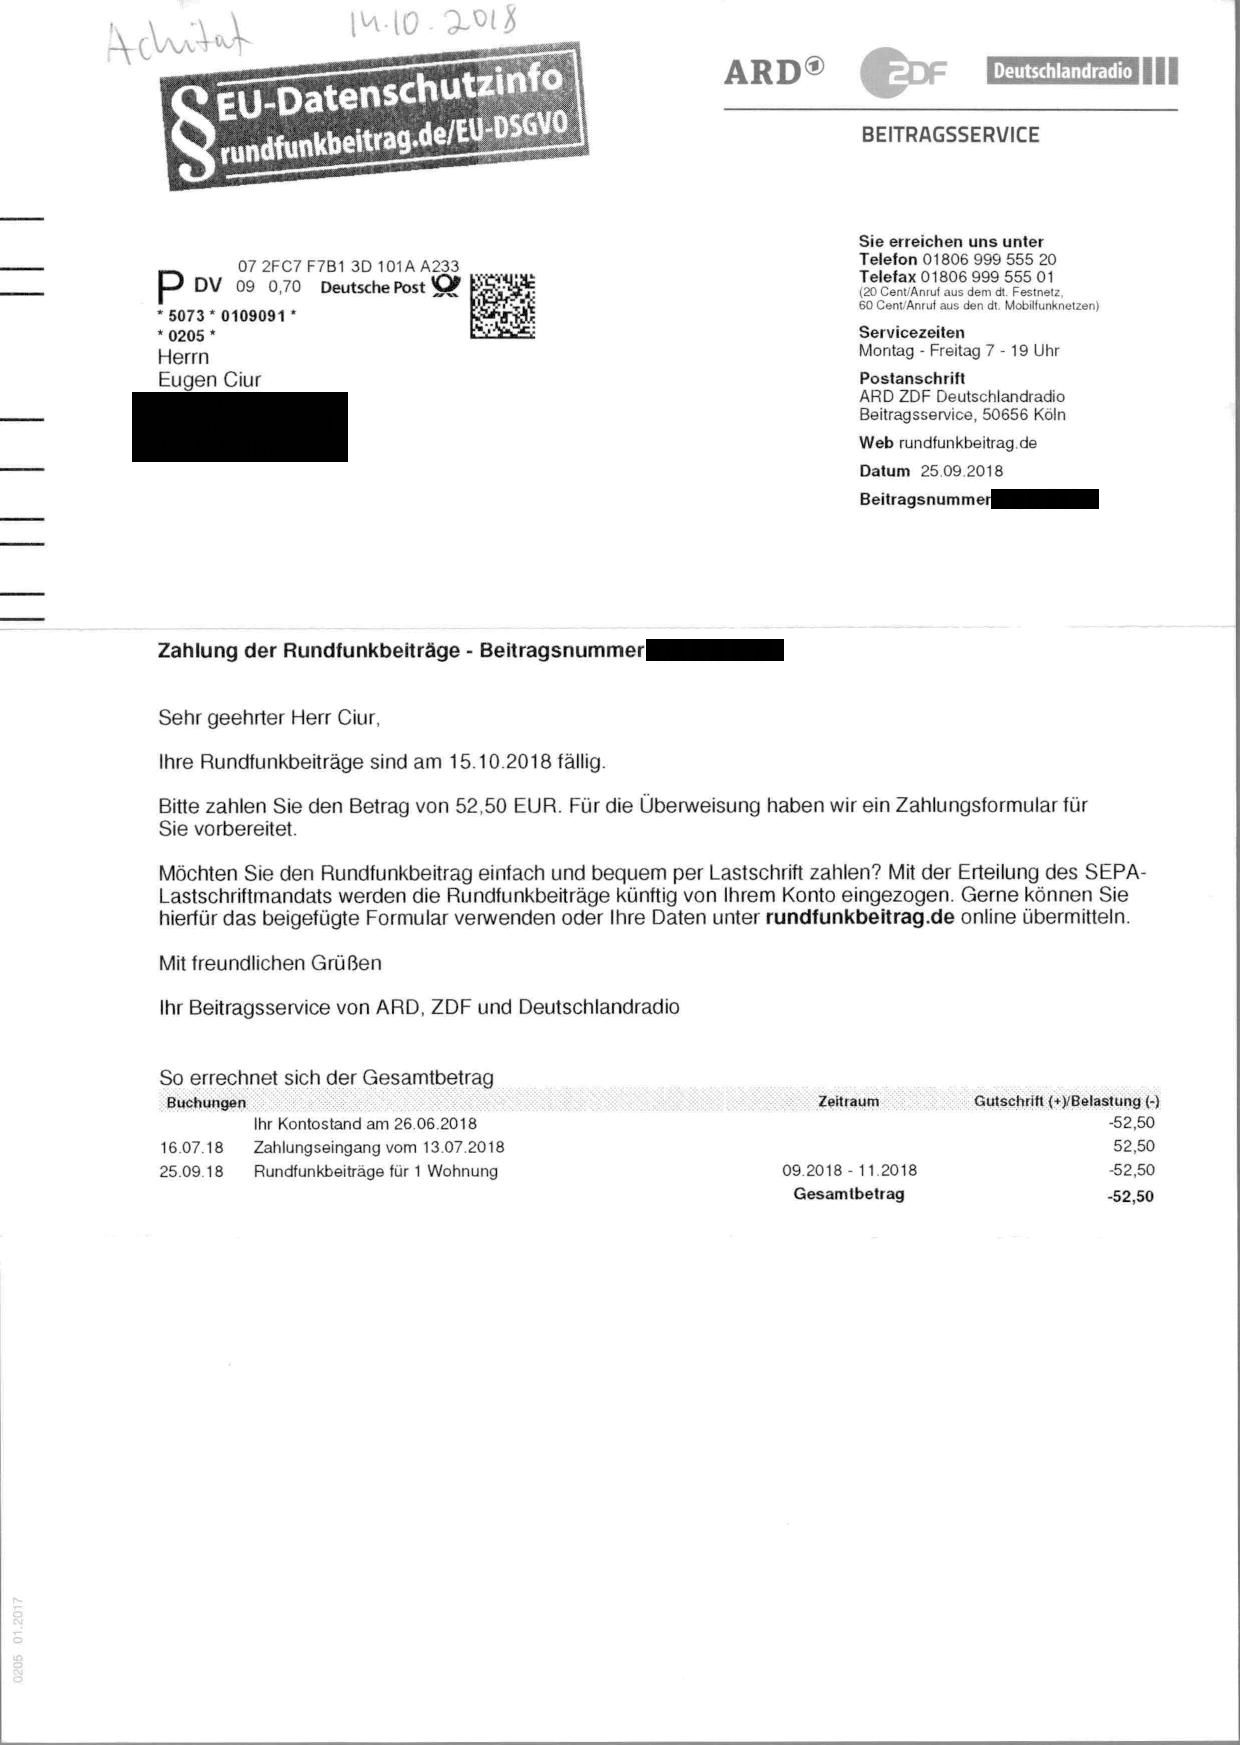 Achitat 14.10.2018
§ EU-Datenschutzinfo
rundfunkbeitrag.de/EU-DSGVO
ARD 1 ZDF Deutschlandradio
BEITRAGSSERVICE
Sie erreichen uns unter
Telefon 01806 999 555 20
Telefax 01806 999 555 01
(20 Cent/Anruf aus dem dt. Festnetz,
60 Cent/Anruf aus den dt. Mobilfunknetzen)
Servicezeiten
Montag - Freitag 7 - 19 Uhr
Postanschrift
ARD ZDF Deutschlandradio
Beitragsservice, 50656 Köln
Web rundfunkbeitrag.de
Datum 25.09.2018
Beitragsnummer
07 2FC7 F7B1 3D 101A A233
P DV 09 0,70 Deutsche Post
* 5073 * 0109091 *
* 0205 *
Herrn
Eugen Ciur
Zahlung der Rundfunkbeiträge - Beitragsnummer
Sehr geehrter Herr Ciur,
Ihre Rundfunkbeiträge sind am 15.10.2018 fällig.
Bitte zahlen Sie den Betrag von 52,50 EUR. Für die Überweisung haben wir ein Zahlungsformular für
Sie vorbereitet.
Möchten Sie den Rundfunkbeitrag einfach und bequem per Lastschrift zahlen? Mit der Erteilung des SEPA-
Lastschriftmandats werden die Rundfunkbeiträge künftig von Ihrem Konto eingezogen. Gerne können Sie
hierfür das beigefügte Formular verwenden oder Ihre Daten unter rundfunkbeitrag.de online übermitteln.
Mit freundlichen Grüßen
Ihr Beitragsservice von ARD, ZDF und Deutschlandradio
So errechnet sich der Gesamtbetrag
Buchungen Zeitraum Gutschrift (+)/Belastung (-)
Ihr Kontostand am 26.06.2018 -52,50
16.07.18 Zahlungseingang vom 13.07.2018 52,50
25.09.18 Rundfunkbeiträge für 1 Wohnung 09.2018 - 11.2018 -52,50
Gesamtbetrag -52,50
0205 01.2017